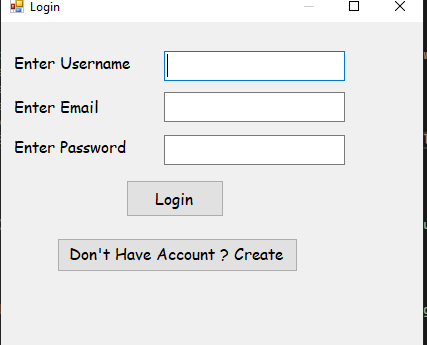 Login
Enter Username
Enter Email
Enter Password
Login
Don't Have Account ? Create